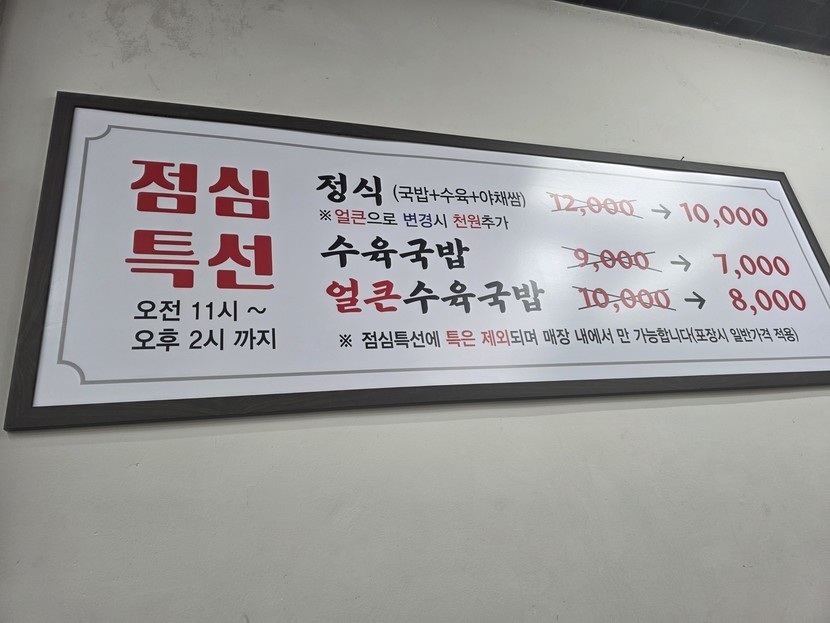 점심
특선
오전 11시 ~
오후 2시 까지
정식 (국밥+수육+야채쌈) 12,000 → 10,000
※ 얼큰으로 변경시 천원추가
수육국밥 9,000 → 7,000
얼큰수육국밥 10,000 → 8,000
※ 점심특선에 특은 제외되며 매장 내에서 만 가능합니다(포장시 일반가격 적용)